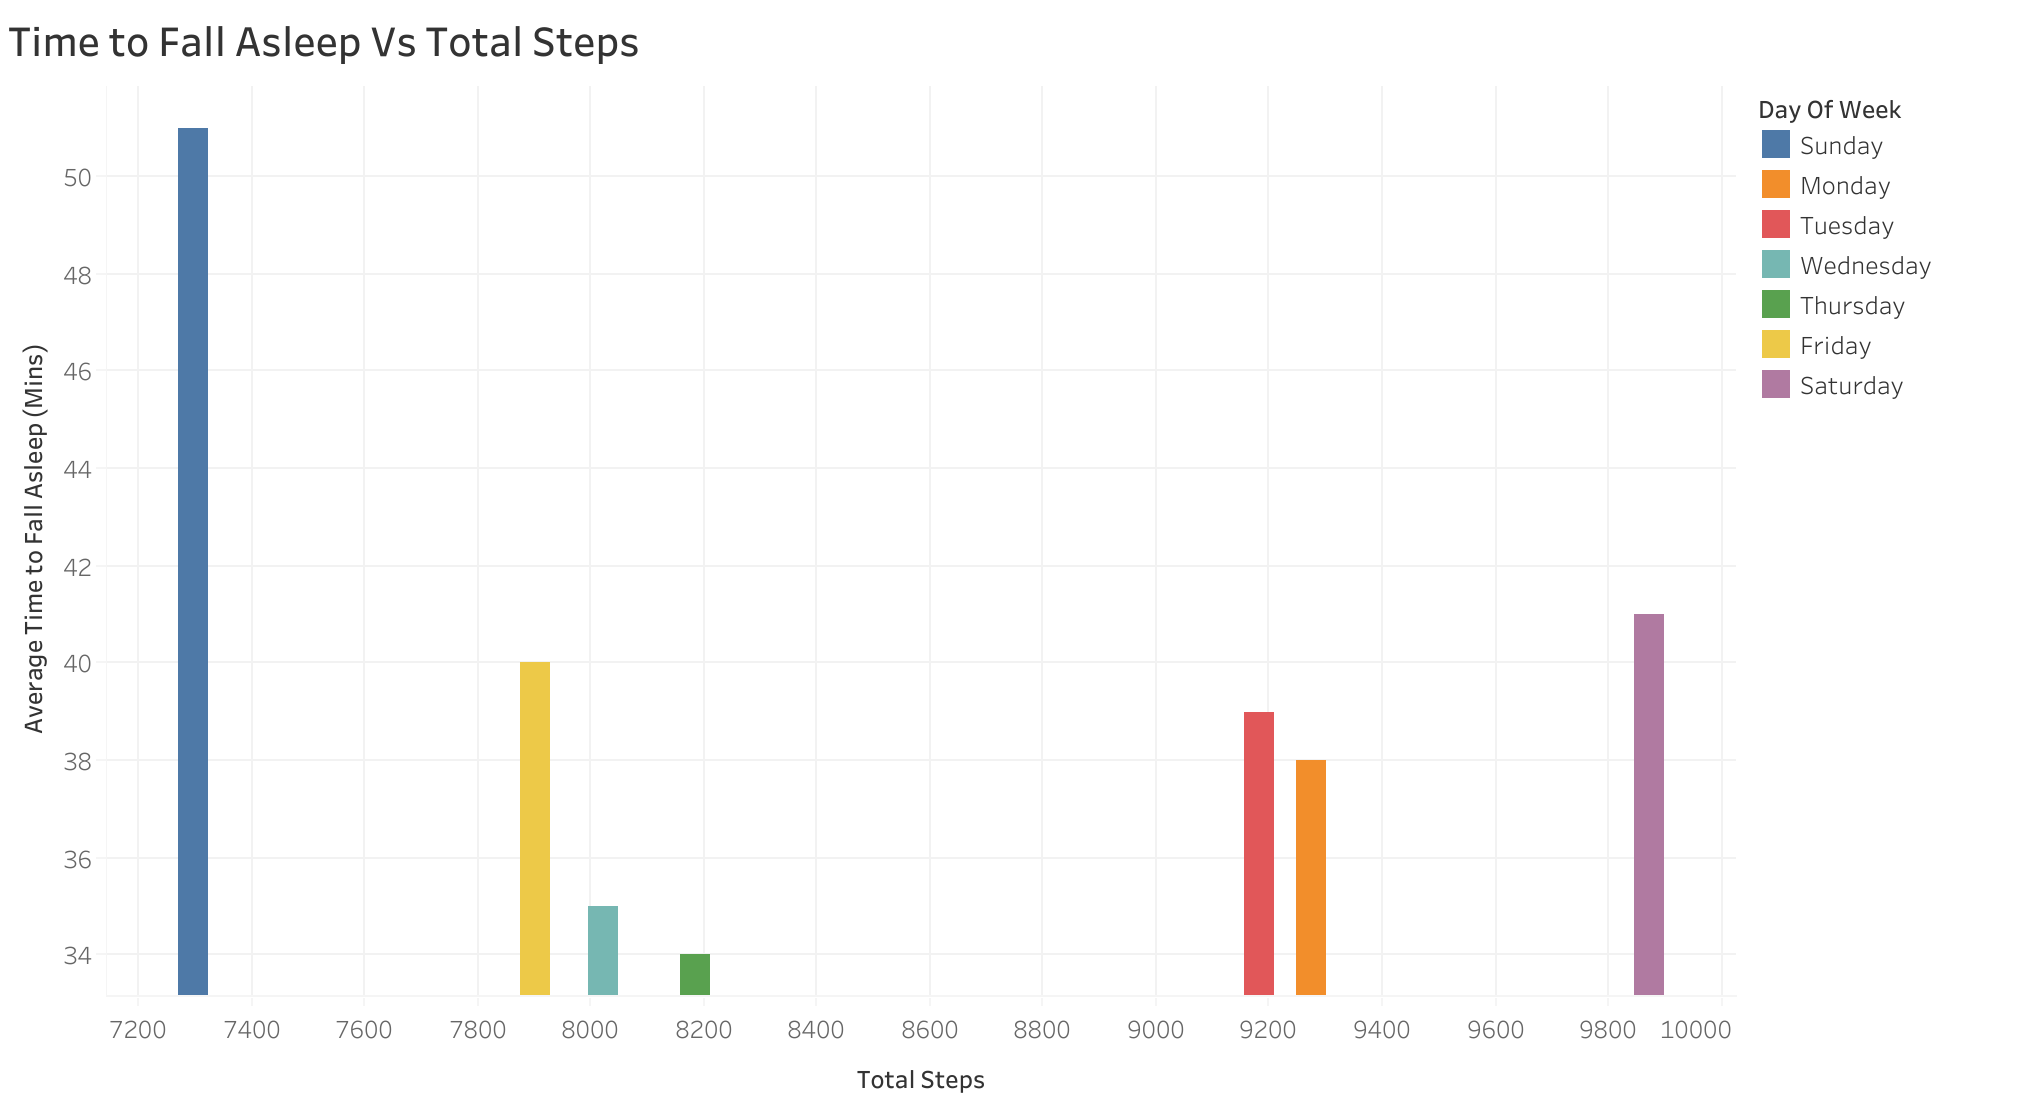 Time to Fall Asleep Vs Total Steps
Day Of Week
Sunday
Monday
Tuesday
Wednesday
Thursday
Friday
Saturday
Average Time to Fall Asleep (Mins)
50
48
46
44
42
40
38
36
34
7200 7400 7600 7800 8000 8200 8400 8600 8800 9000 9200 9400 9600 9800 10000
Total Steps